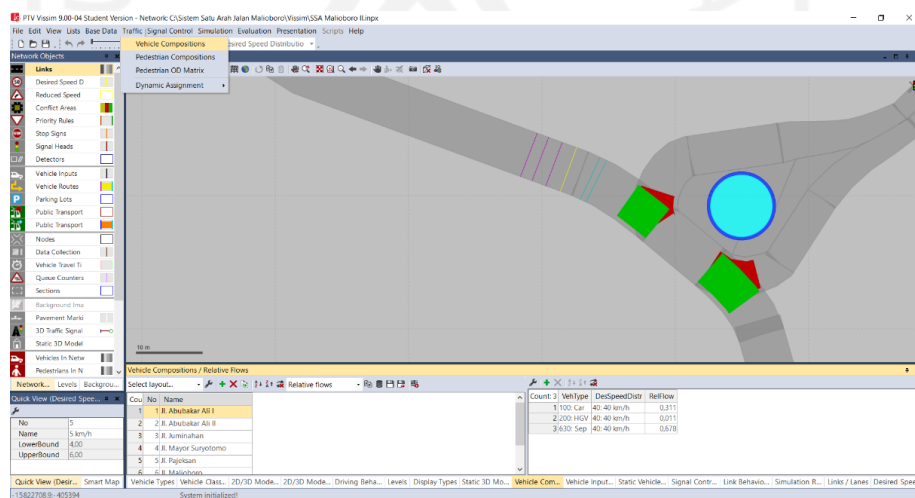 PTV Vissim 9.00-04 Student Version - Network: C:\Sistem Satu Arah Jalan Malioboro\Vissim\SSA Malioboro II.inpx
File Edit View Lists Base Data Traffic Signal Control Simulation Evaluation Presentation Scripts Help
Vehicle Compositions
esired Speed Distributio
Pedestrian Compositions
Pedestrian OD Matrix
Dynamic Assignment
Network Objects
Links
Desired Speed D
Reduced Speed
Conflict Areas
Priority Rules
Stop Signs
Signal Heads
Detectors
Vehicle Inputs
Vehicle Routes
Parking Lots
Public Transport
Public Transport
Nodes
Data Collection
Vehicle Travel Ti
Queue Counters
Sections
Background Ima
Pavement Marki
3D Traffic Signal
Static 3D Model
Vehicles In Netw
Pedestrians In N
10 m
Network... Levels Backgrou...
Quick View (Desired Spee...
No 5
Name 5 km/h
LowerBound 4,00
UpperBound 6,00
Quick View (Desir... Smart Map
Vehicle Compositions / Relative Flows
Select layout... Relative flows
Cou No Name
1 1 Jl. Abubakar Ali I
2 2 Jl. Abubakar Ali II
3 3 Jl. Juminahan
4 4 Jl. Mayor Suryotomo
5 5 Jl. Pajeksan
6 6 Jl. Malioboro
Count: 3 VehType DesSpeedDistr RelFlow
1 100: Car 40: 40 km/h 0,311
2 200: HGV 40: 40 km/h 0,011
3 630: Sep 40: 40 km/h 0,678
Vehicle Types Vehicle Class... 2D/3D Mode... 2D/3D Mode... Driving Beha... Levels Display Types Static 3D Mo... Vehicle Com... Vehicle Input... Static Vehicle... Signal Contr... Link Behavio... Simulation R... Links / Lanes Desired Spee
-15822708.9:-405394 System initialized!